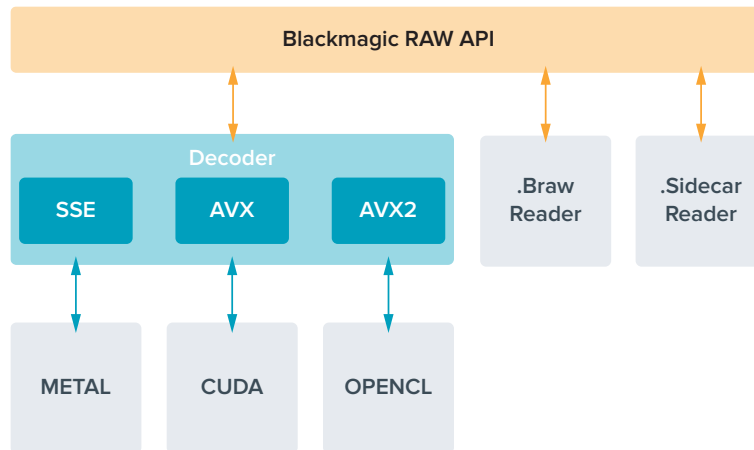 Blackmagic RAW API
Decoder
SSE
AVX
AVX2
.Braw
Reader
.Sidecar
Reader
METAL
CUDA
OPENCL